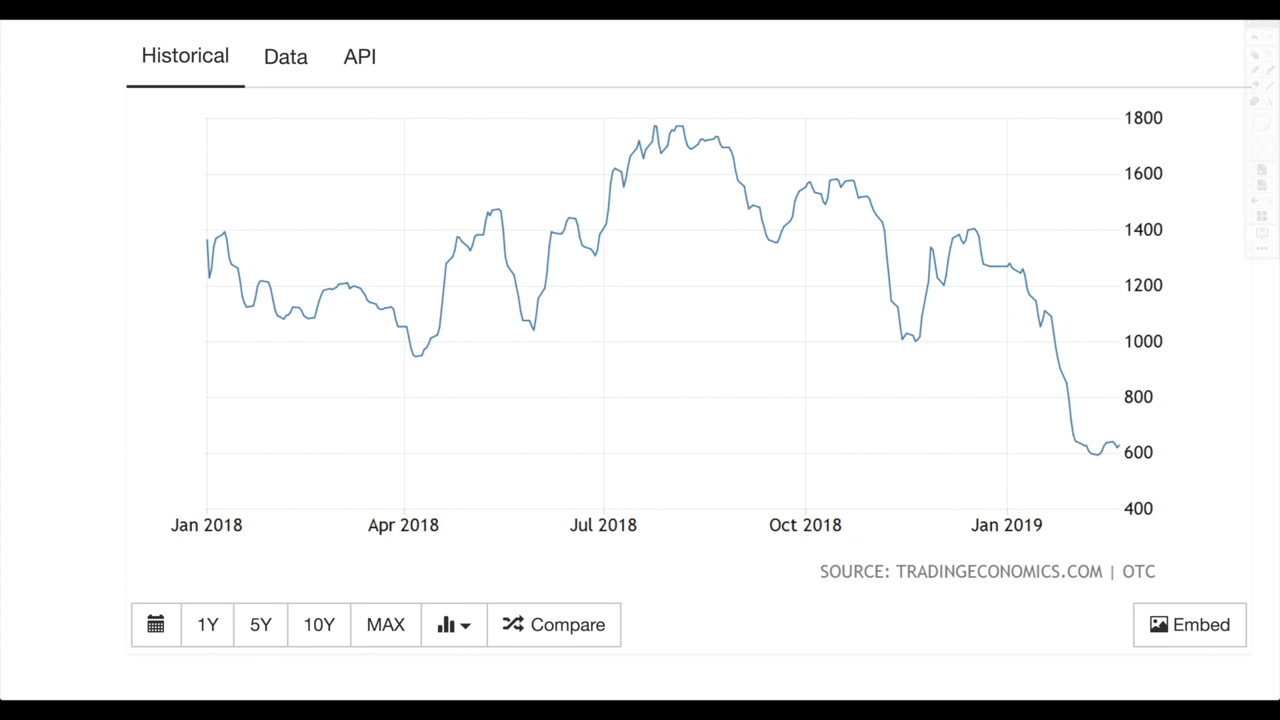 Historical Data API
1800
1600
1400
1200
1000
800
600
400
Jan 2018 Apr 2018 Jul 2018 Oct 2018 Jan 2019
SOURCE: TRADINGECONOMICS.COM | OTC
1Y 5Y 10Y MAX Compare Embed